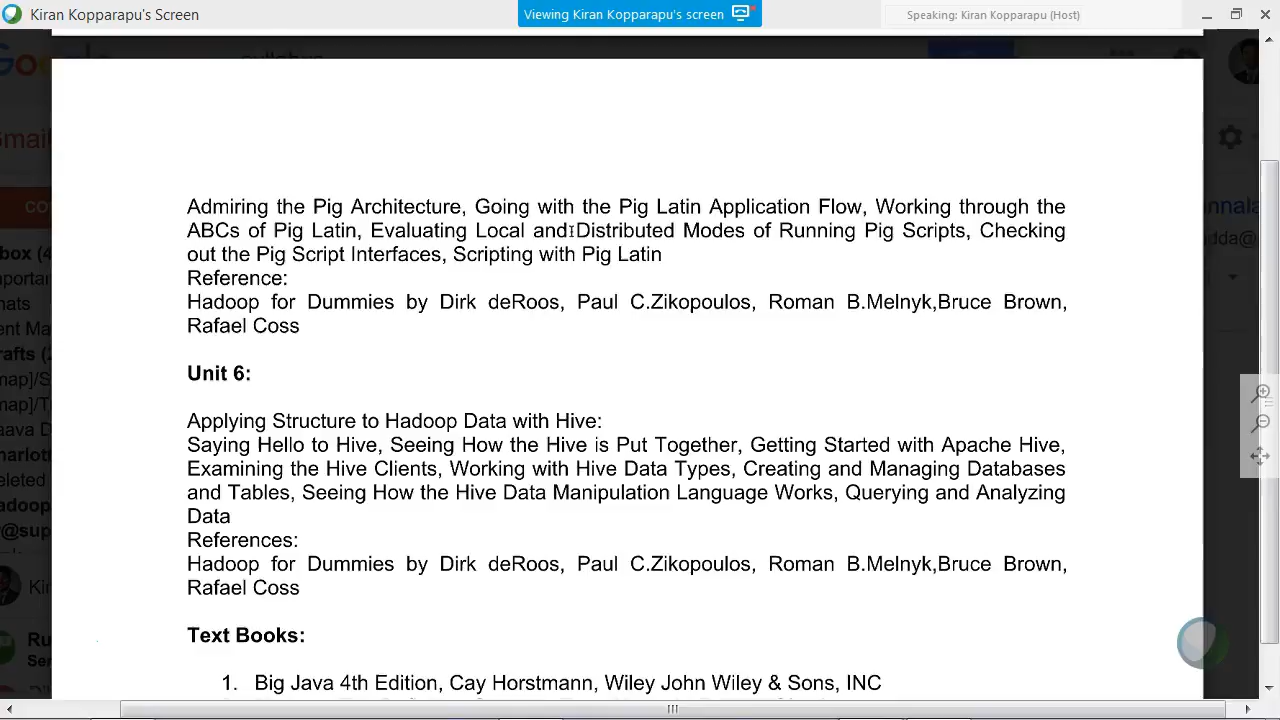 Kiran Kopparapu's Screen
Viewing Kiran Kopparapu's screen
Speaking: Kiran Kopparapu (Host)
Admiring the Pig Architecture, Going with the Pig Latin Application Flow, Working through the
ABCs of Pig Latin, Evaluating Local and Distributed Modes of Running Pig Scripts, Checking
out the Pig Script Interfaces, Scripting with Pig Latin
Reference:
Hadoop for Dummies by Dirk deRoos, Paul C.Zikopoulos, Roman B.Melnyk,Bruce Brown,
Rafael Coss
Unit 6:
Applying Structure to Hadoop Data with Hive:
Saying Hello to Hive, Seeing How the Hive is Put Together, Getting Started with Apache Hive,
Examining the Hive Clients, Working with Hive Data Types, Creating and Managing Databases
and Tables, Seeing How the Hive Data Manipulation Language Works, Querying and Analyzing
Data
References:
Hadoop for Dummies by Dirk deRoos, Paul C.Zikopoulos, Roman B.Melnyk,Bruce Brown,
Rafael Coss
Text Books:
1. Big Java 4th Edition, Cay Horstmann, Wiley John Wiley & Sons, INC